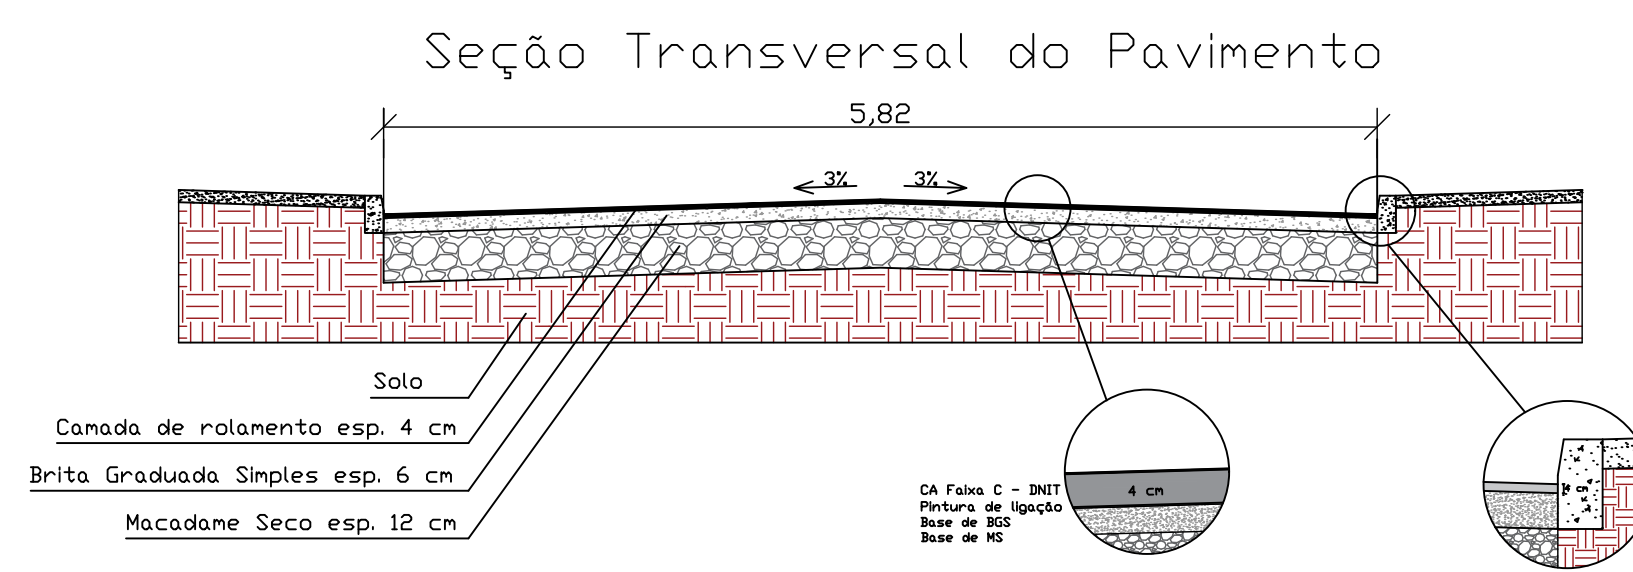 Seção Transversal do Pavimento
5,82
3% 3%
Solo
Camada de rolamento esp. 4 cm
Brita Graduada Simples esp. 6 cm
Macadame Seco esp. 12 cm
CA Faixa C - DNIT
Pintura de ligação
Base de BGS
Base de MS
4 cm